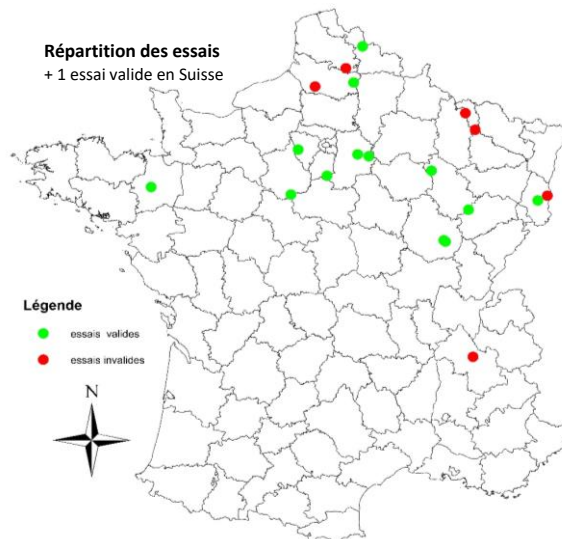 Répartition des essais
+ 1 essai valide en Suisse
Légende
essais valides
essais invalides
N